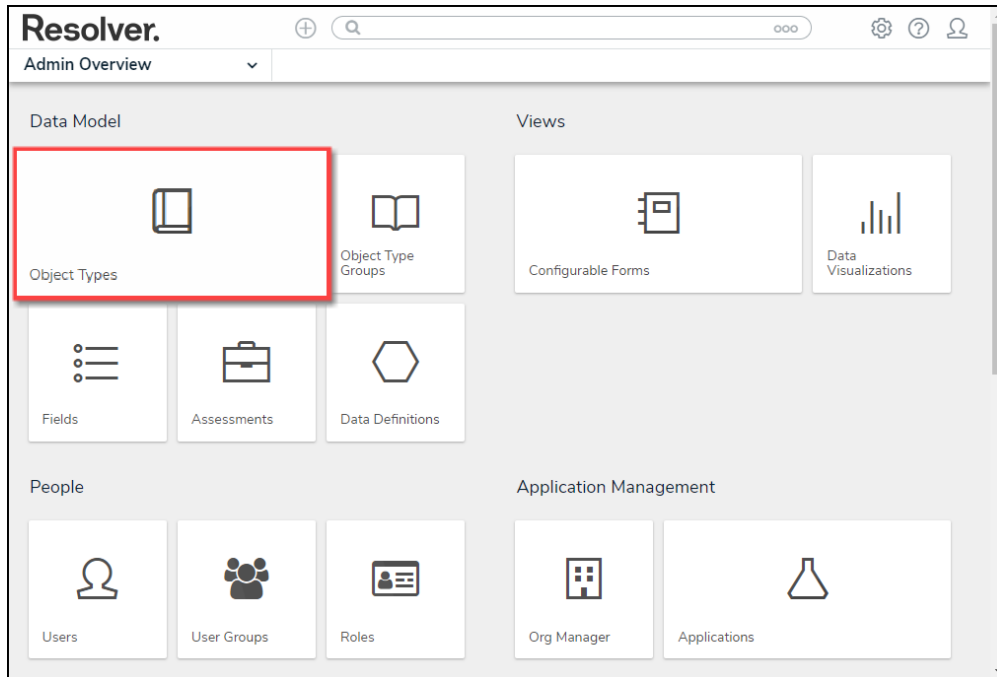 Resolver.
Admin Overview
Data Model
Object Types
Object Type
Groups
Fields
Assessments
Data Definitions
Views
Configurable Forms
Data
Visualizations
People
Users
User Groups
Roles
Application Management
Org Manager
Applications